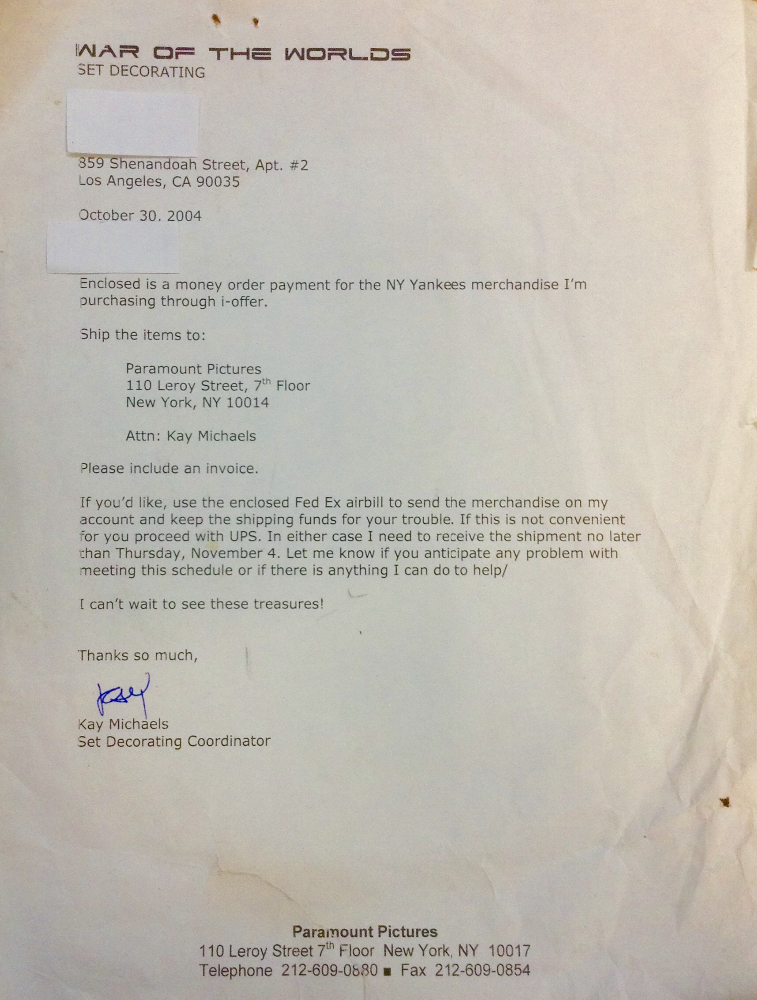 WAR OF THE WORLDS
SET DECORATING
859 Shenandoah Street, Apt. #2
Los Angeles, CA 90035
October 30. 2004
Enclosed is a money order payment for the NY Yankees merchandise I'm
purchasing through i-offer.
Ship the items to:
Paramount Pictures
110 Leroy Street, 7th Floor
New York, NY 10014
Attn: Kay Michaels
Please include an invoice.
If you'd like, use the enclosed Fed Ex airbill to send the merchandise on my
account and keep the shipping funds for your trouble. If this is not convenient
for you proceed with UPS. In either case I need to receive the shipment no later
than Thursday, November 4. Let me know if you anticipate any problem with
meeting this schedule or if there is anything I can do to help/
I can't wait to see these treasures!
Thanks so much,
Kay
Kay Michaels
Set Decorating Coordinator
Paramount Pictures
110 Leroy Street 7th Floor New York, NY 10017
Telephone 212-609-0880 ■ Fax 212-609-0854